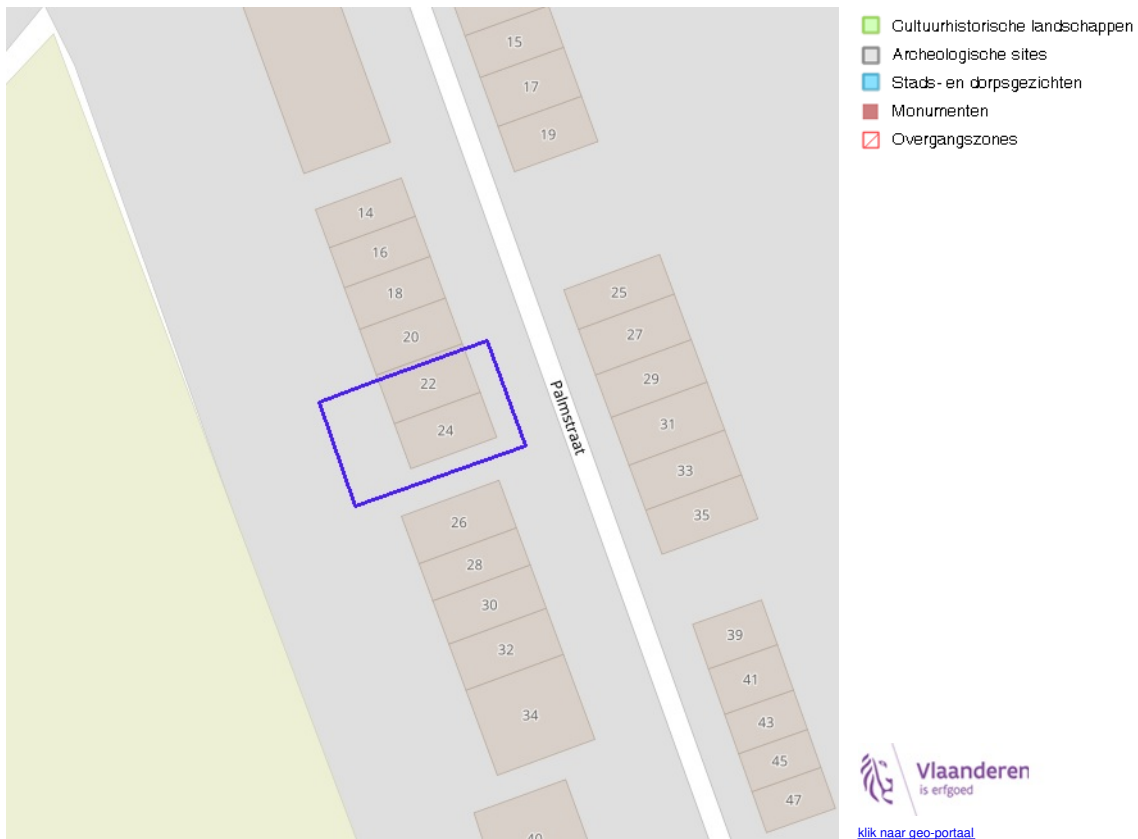 15
17
19
14
16
18
20
22
24
25
27
29
31
33
35
Palmstraat
26
28
30
32
34
39
41
43
45
47
40
Cultuurhistorische landschappen
Archeologische sites
Stads- en dorpsgezichten
Monumenten
Overgangszones
Vlaanderen
is erfgoed
klik naar geo-portaal